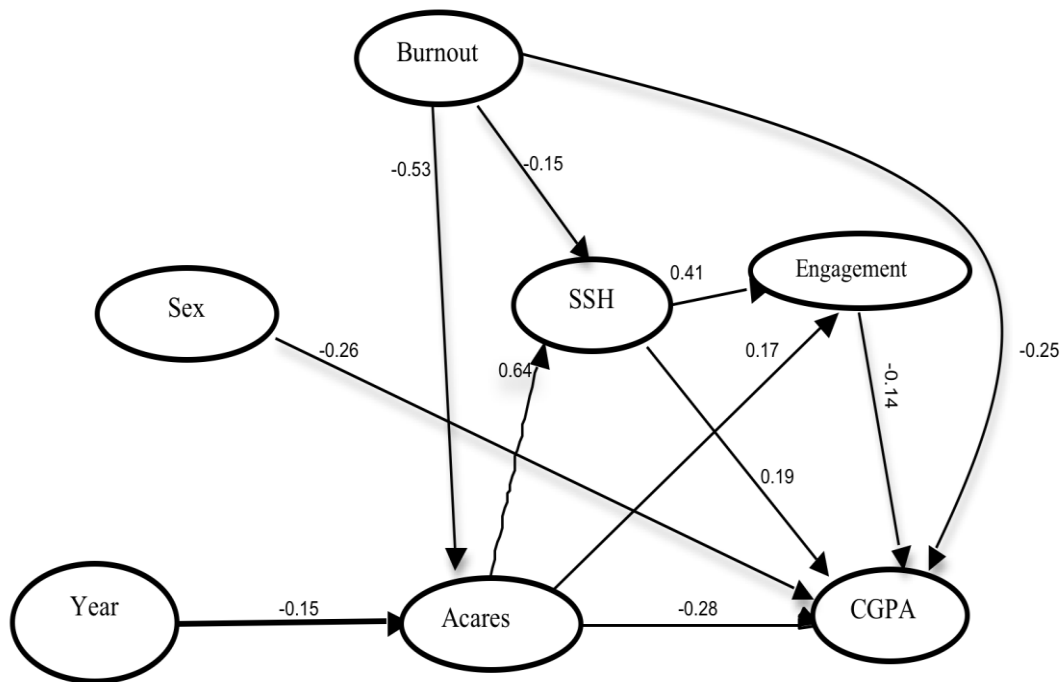 Burnout
-0.53
-0.15
Sex
SSH
0.41
Engagement
-0.26
0.64
0.17
-0.14
-0.25
0.19
Year
-0.15
Acares
-0.28
CGPA